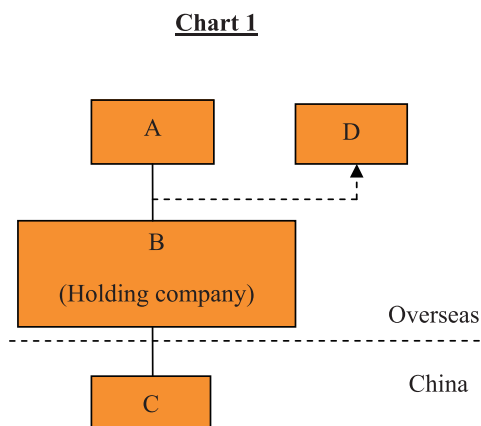 Chart 1
A
D
B
(Holding company)
Overseas
China
C